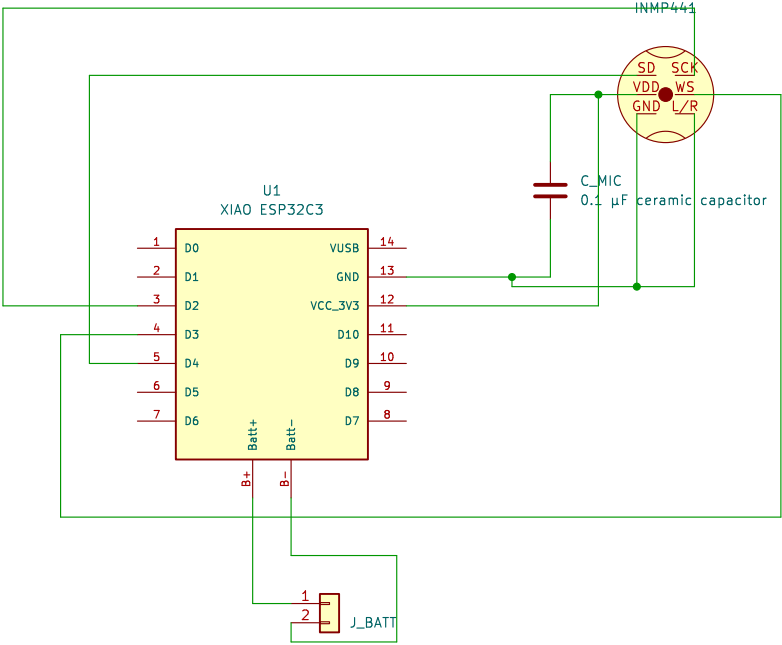 INMP441
SD SCK
VDD WS
GND L/R
C_MIC
0.1 µF ceramic capacitor
U1
XIAO ESP32C3
1 D0 VUSB 14
2 D1 GND 13
3 D2 VCC_3V3 12
4 D3 D10 11
5 D4 D9 10
6 D5 D8 9
7 D6 D7 8
Batt+ Batt-
B+ B-
1
2 J_BATT